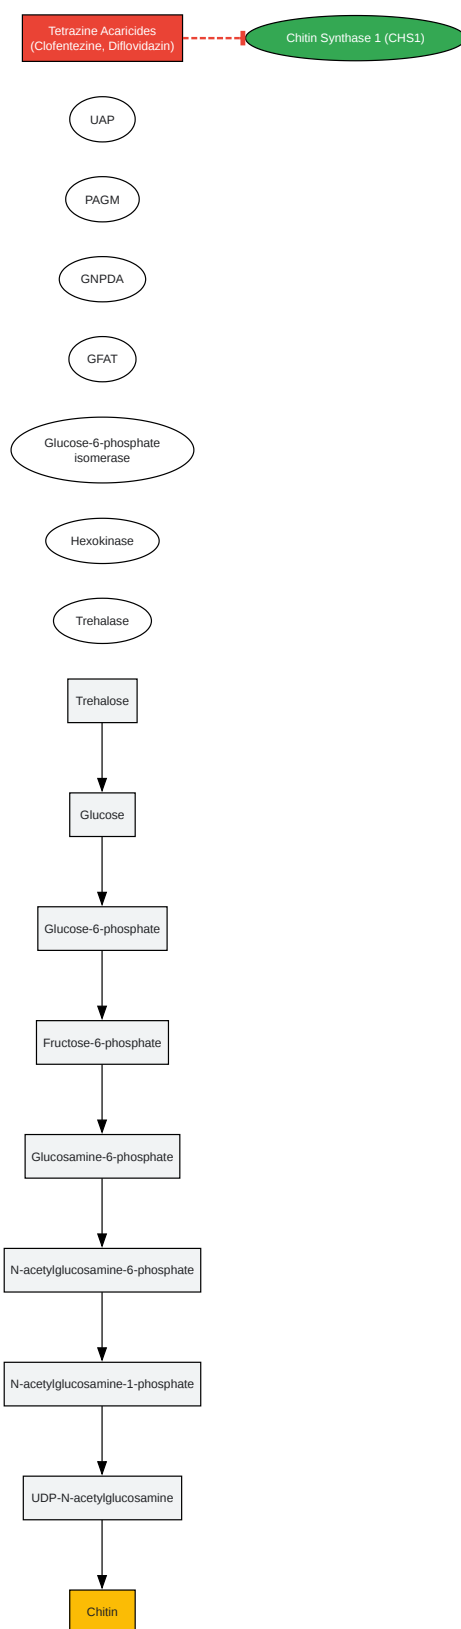 Tetrazine Acaricides
(Clofentezine, Diflovidazin)
Chitin Synthase 1 (CHS1)
UAP
PAGM
GNPDA
GFAT
Glucose-6-phosphate
isomerase
Hexokinase
Trehalase
Trehalose
Glucose
Glucose-6-phosphate
Fructose-6-phosphate
Glucosamine-6-phosphate
N-acetylglucosamine-6-phosphate
N-acetylglucosamine-1-phosphate
UDP-N-acetylglucosamine
Chitin